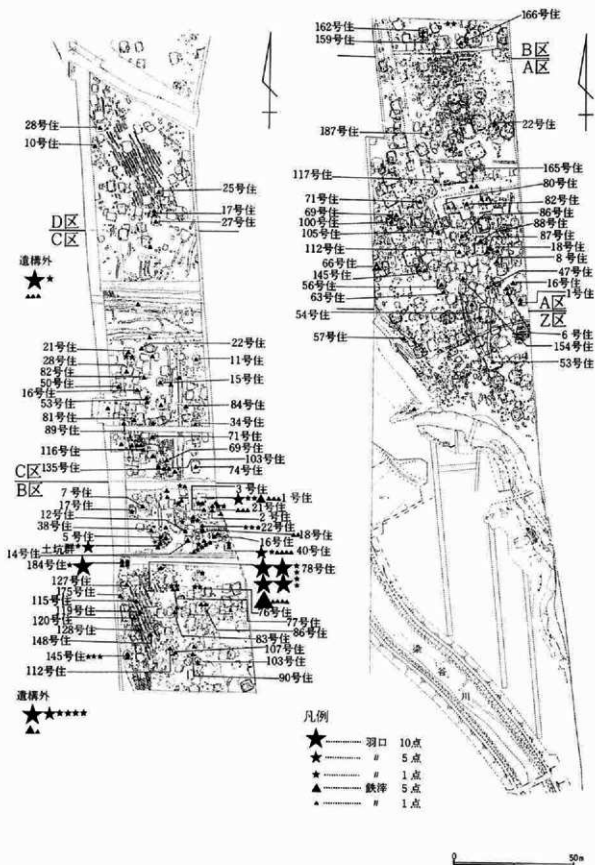 28号住
10号住
25号住
17号住
27号住
D区
C区
遺構外
21号住
28号住
82号住
50号住
16号住
53号住
81号住
89号住
116号住
135号住
22号住
11号住
15号住
84号住
34号住
71号住
69号住
103号住
74号住
C区
B区
7号住
17号住
12号住
38号住
5号住
14号住
土坑群
184号住
3号住
1号住
21号住
2号住
22号住
18号住
16号住
40号住
78号住
127号住
175号住
115号住
119号住
120号住
128号住
148号住
145号住
112号住
76号住
77号住
86号住
83号住
107号住
103号住
90号住
遺構外
162号住
159号住
166号住
B区
A区
187号住
22号住
117号住
165号住
80号住
71号住
69号住
100号住
105号住
112号住
66号住
145号住
56号住
63号住
54号住
57号住
82号住
86号住
88号住
87号住
18号住
8号住
47号住
16号住
1号住
A区
Z区
6号住
154号住
53号住
染谷川
凡例
羽口 10点
〃 5点
〃 1点
鉄滓 5点
〃 1点
0 50m